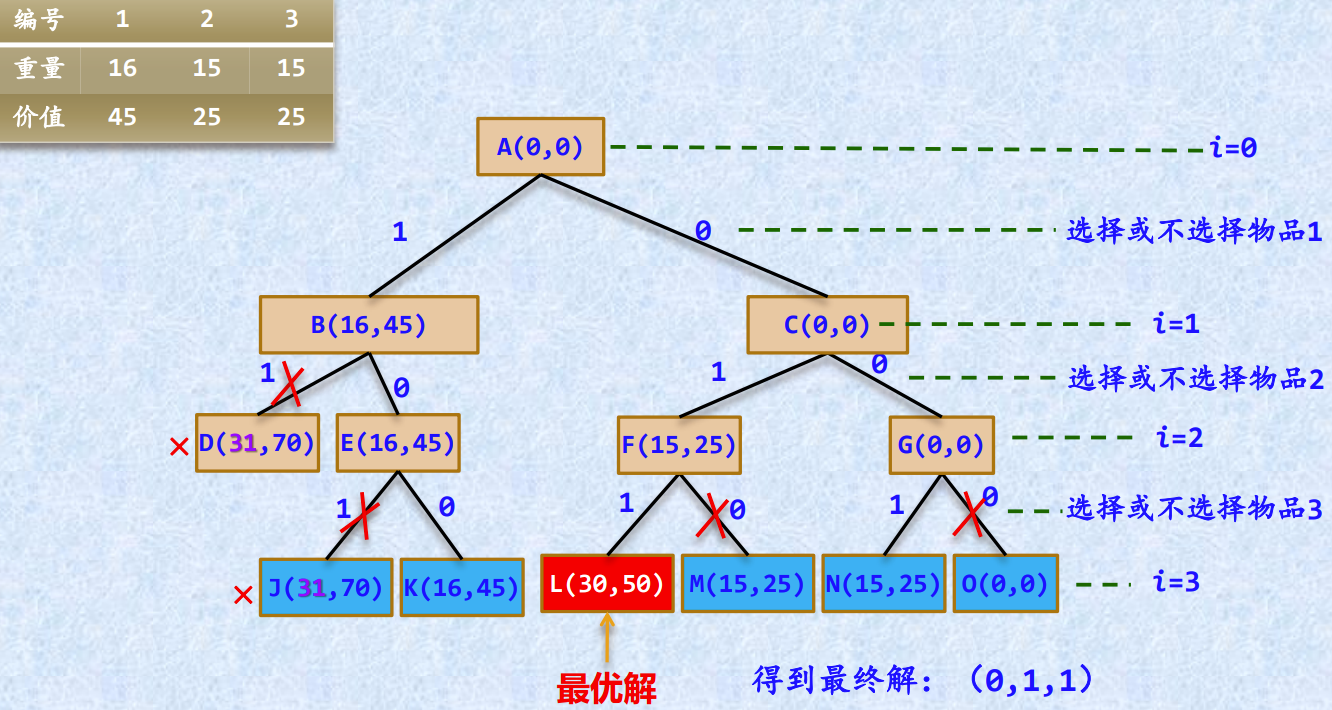 编号 1 2 3
重量 16 15 15
价值 45 25 25
A(0,0) i=0
1 0 选择或不选择物品1
B(16,45) C(0,0) i=1
1 0 1 0 选择或不选择物品2
× D(31,70) E(16,45) F(15,25) G(0,0) i=2
1 0 1 0 1 0 选择或不选择物品3
× J(31,70) K(16,45) L(30,50) M(15,25) N(15,25) O(0,0) i=3
最优解 得到最终解：（0,1,1）